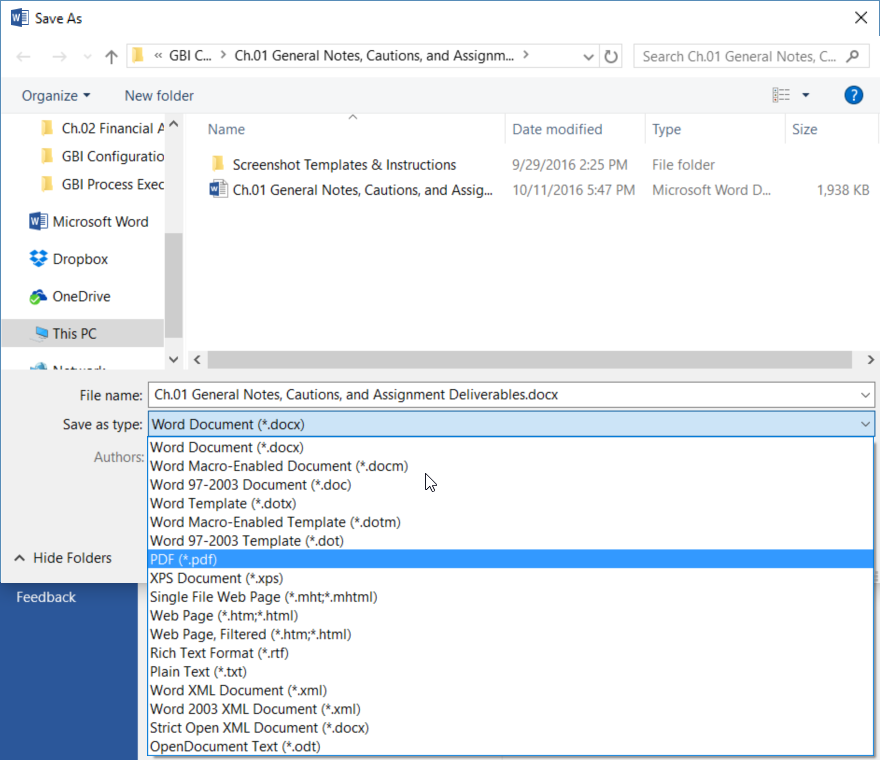 Save As
« GBI C... > Ch.01 General Notes, Cautions, and Assignm... >
Search Ch.01 General Notes, C...
Organize
New folder
Name Date modified Type Size
Ch.02 Financial A
GBI Configuratio
GBI Process Exec
Microsoft Word
Dropbox
OneDrive
This PC
Network
Screenshot Templates & Instructions 9/29/2016 2:25 PM File folder
Ch.01 General Notes, Cautions, and Assig... 10/11/2016 5:47 PM Microsoft Word D... 1,938 KB
File name: Ch.01 General Notes, Cautions, and Assignment Deliverables.docx
Save as type: Word Document (*.docx)
Authors:
Word Document (*.docx)
Word Macro-Enabled Document (*.docm)
Word 97-2003 Document (*.doc)
Word Template (*.dotx)
Word Macro-Enabled Template (*.dotm)
Word 97-2003 Template (*.dot)
PDF (*.pdf)
XPS Document (*.xps)
Single File Web Page (*.mht;*.mhtml)
Web Page (*.htm;*.html)
Web Page, Filtered (*.htm;*.html)
Rich Text Format (*.rtf)
Plain Text (*.txt)
Word XML Document (*.xml)
Word 2003 XML Document (*.xml)
Strict Open XML Document (*.docx)
OpenDocument Text (*.odt)
Hide Folders
Feedback